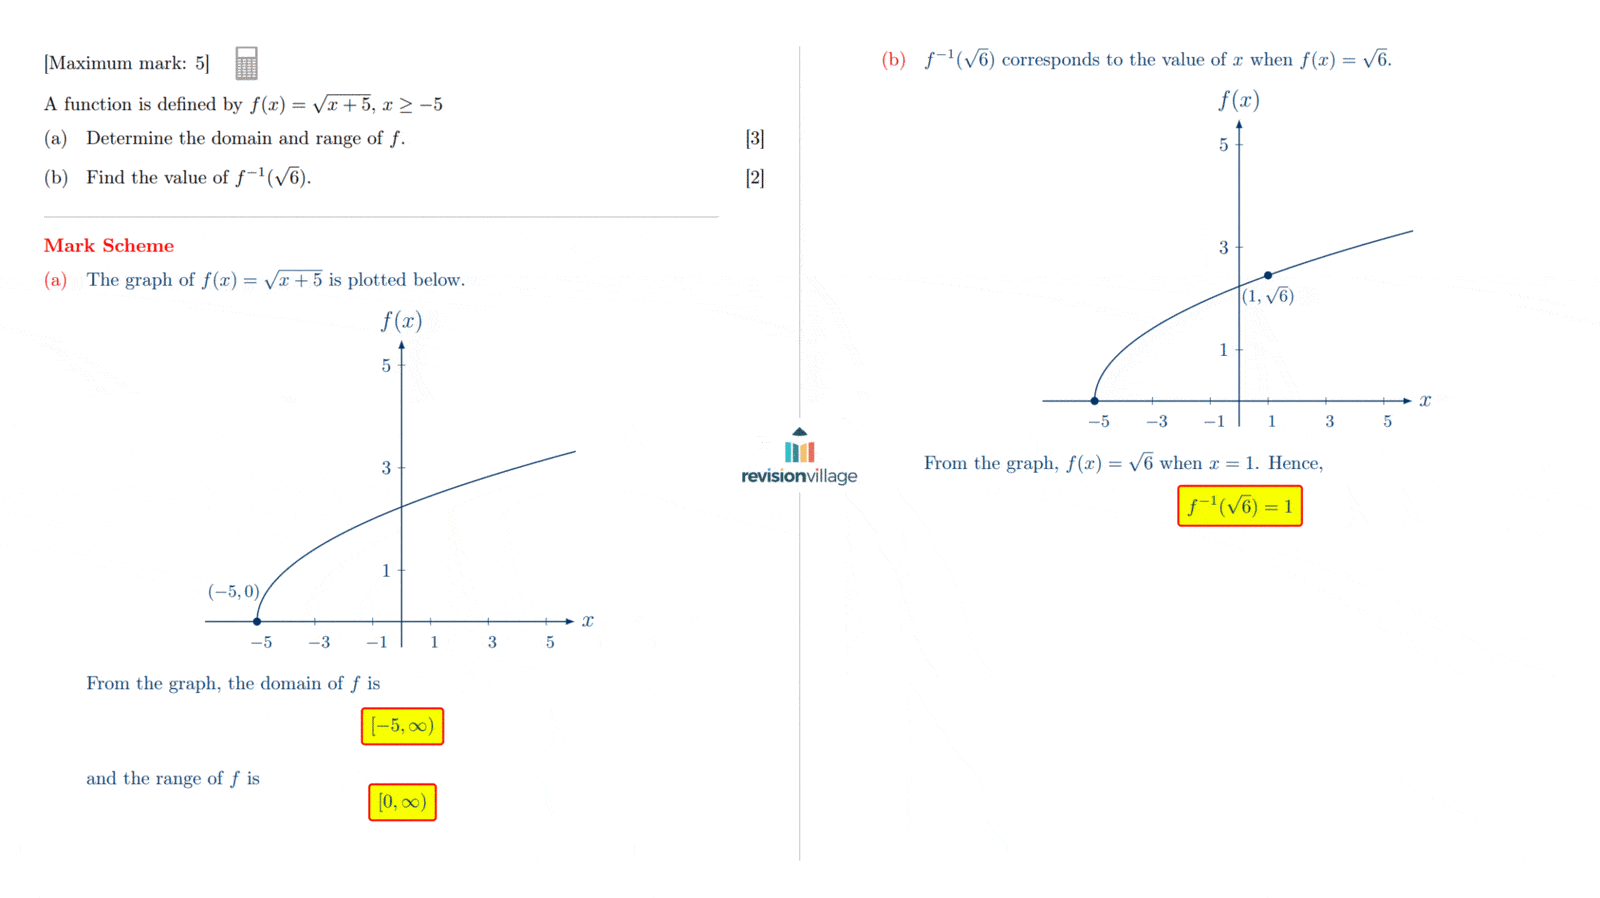 [Maximum mark: 5]
A function is defined by f(x) = √(x + 5), x ≥ −5
(a) Determine the domain and range of f. [3]
(b) Find the value of f⁻¹(√6). [2]
Mark Scheme
(a) The graph of f(x) = √(x + 5) is plotted below.
f(x)
5
3
1
(−5, 0)
x
−5 −3 −1 1 3 5
From the graph, the domain of f is
[−5, ∞)
and the range of f is
[0, ∞)
revisionvillage
(b) f⁻¹(√6) corresponds to the value of x when f(x) = √6.
f(x)
5
3
(1, √6)
1
x
−5 −3 −1 1 3 5
From the graph, f(x) = √6 when x = 1. Hence,
f⁻¹(√6) = 1